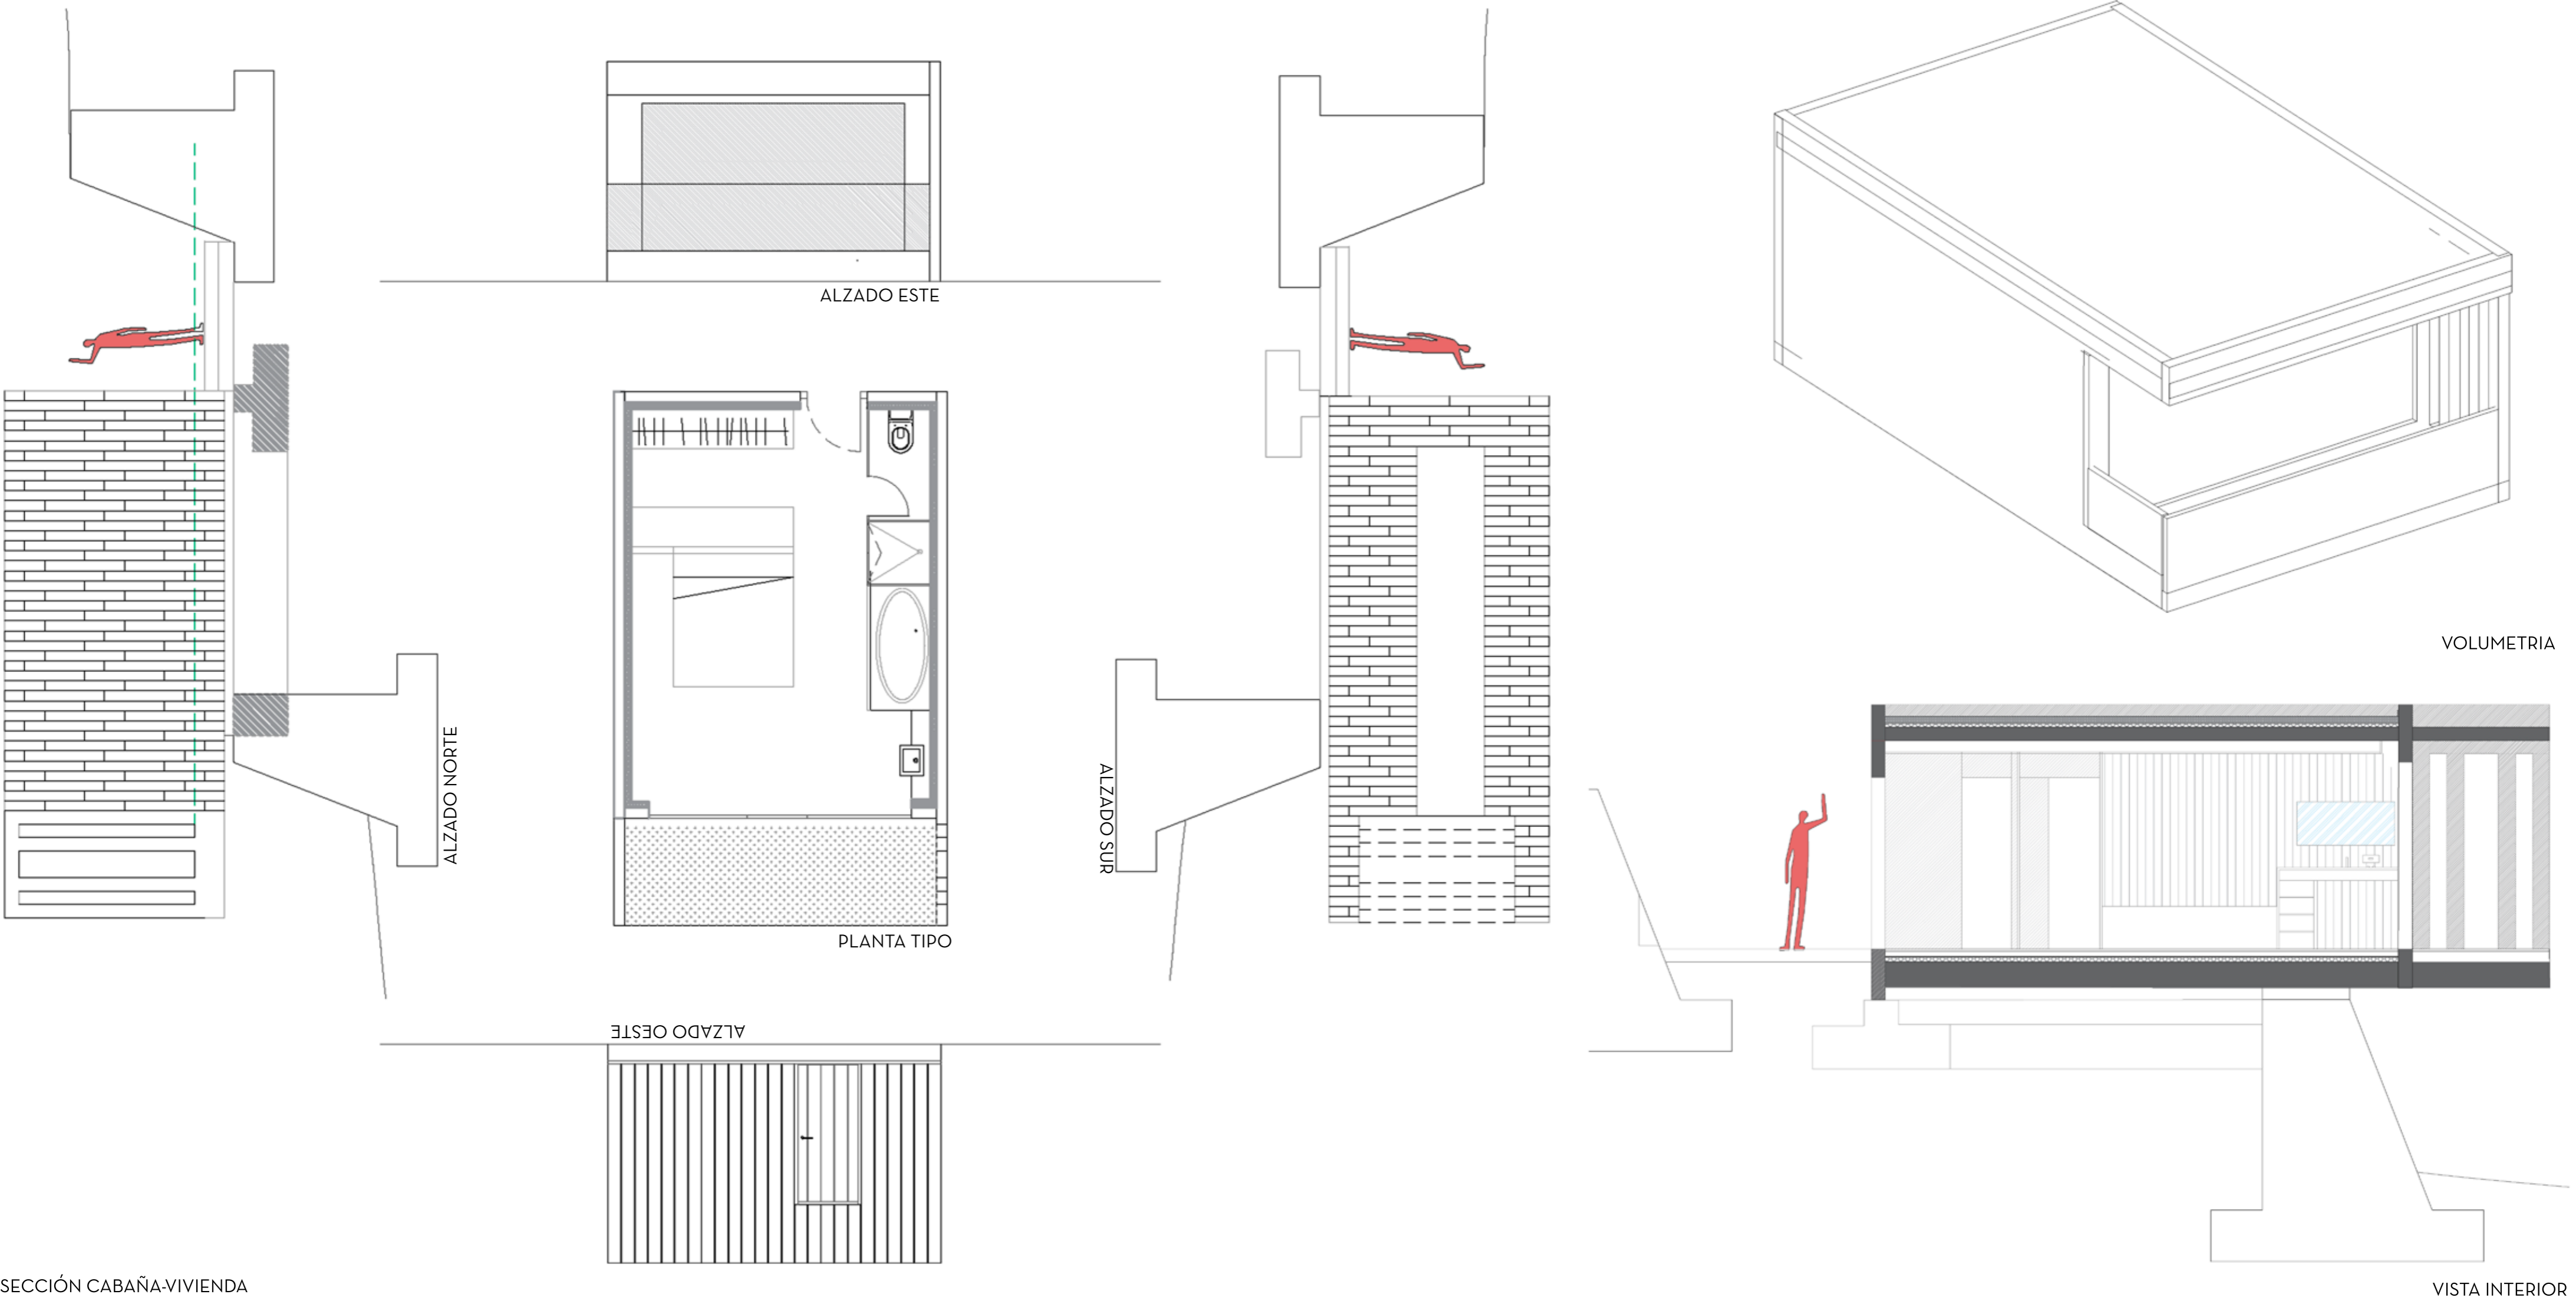 ALZADO ESTE
VOLUMETRIA
ALZADO NORTE
ALZADO SUR
PLANTA TIPO
ALZADO OESTE
SECCIÓN CABAÑA-VIVIENDA
VISTA INTERIOR